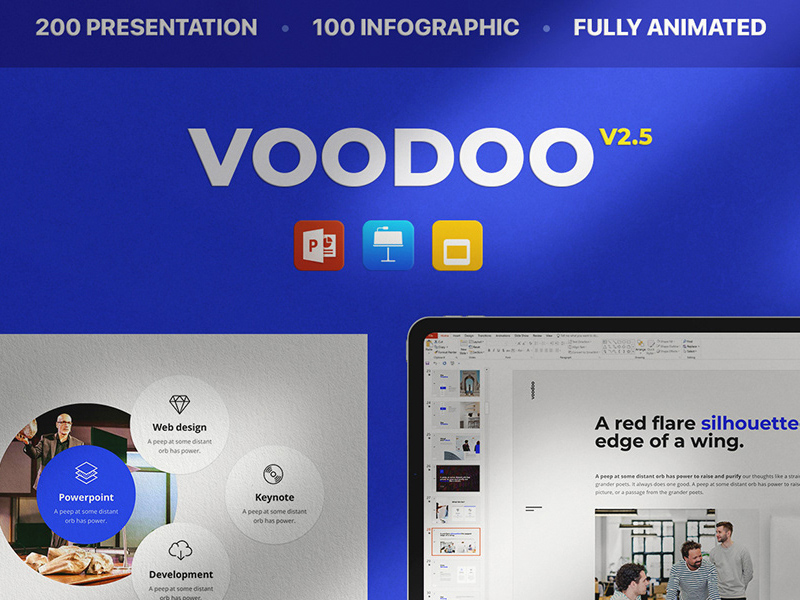 200 PRESENTATION • 100 INFOGRAPHIC • FULLY ANIMATED
VOODOO V2.5
P
Web design
A peep at some distant
orb has power.
Powerpoint
A peep at some distant
orb has power.
Keynote
A peep at some distant
orb has power.
Development
A peep at some distant
orb has power.
voodoo
A red flare silhouette
edge of a wing.
A peep at some distant orb has power to raise and purify our thoughts like a
grander poets. It always does one good. A peep at some distant orb has power to
picture, or a passage from the grander poets.